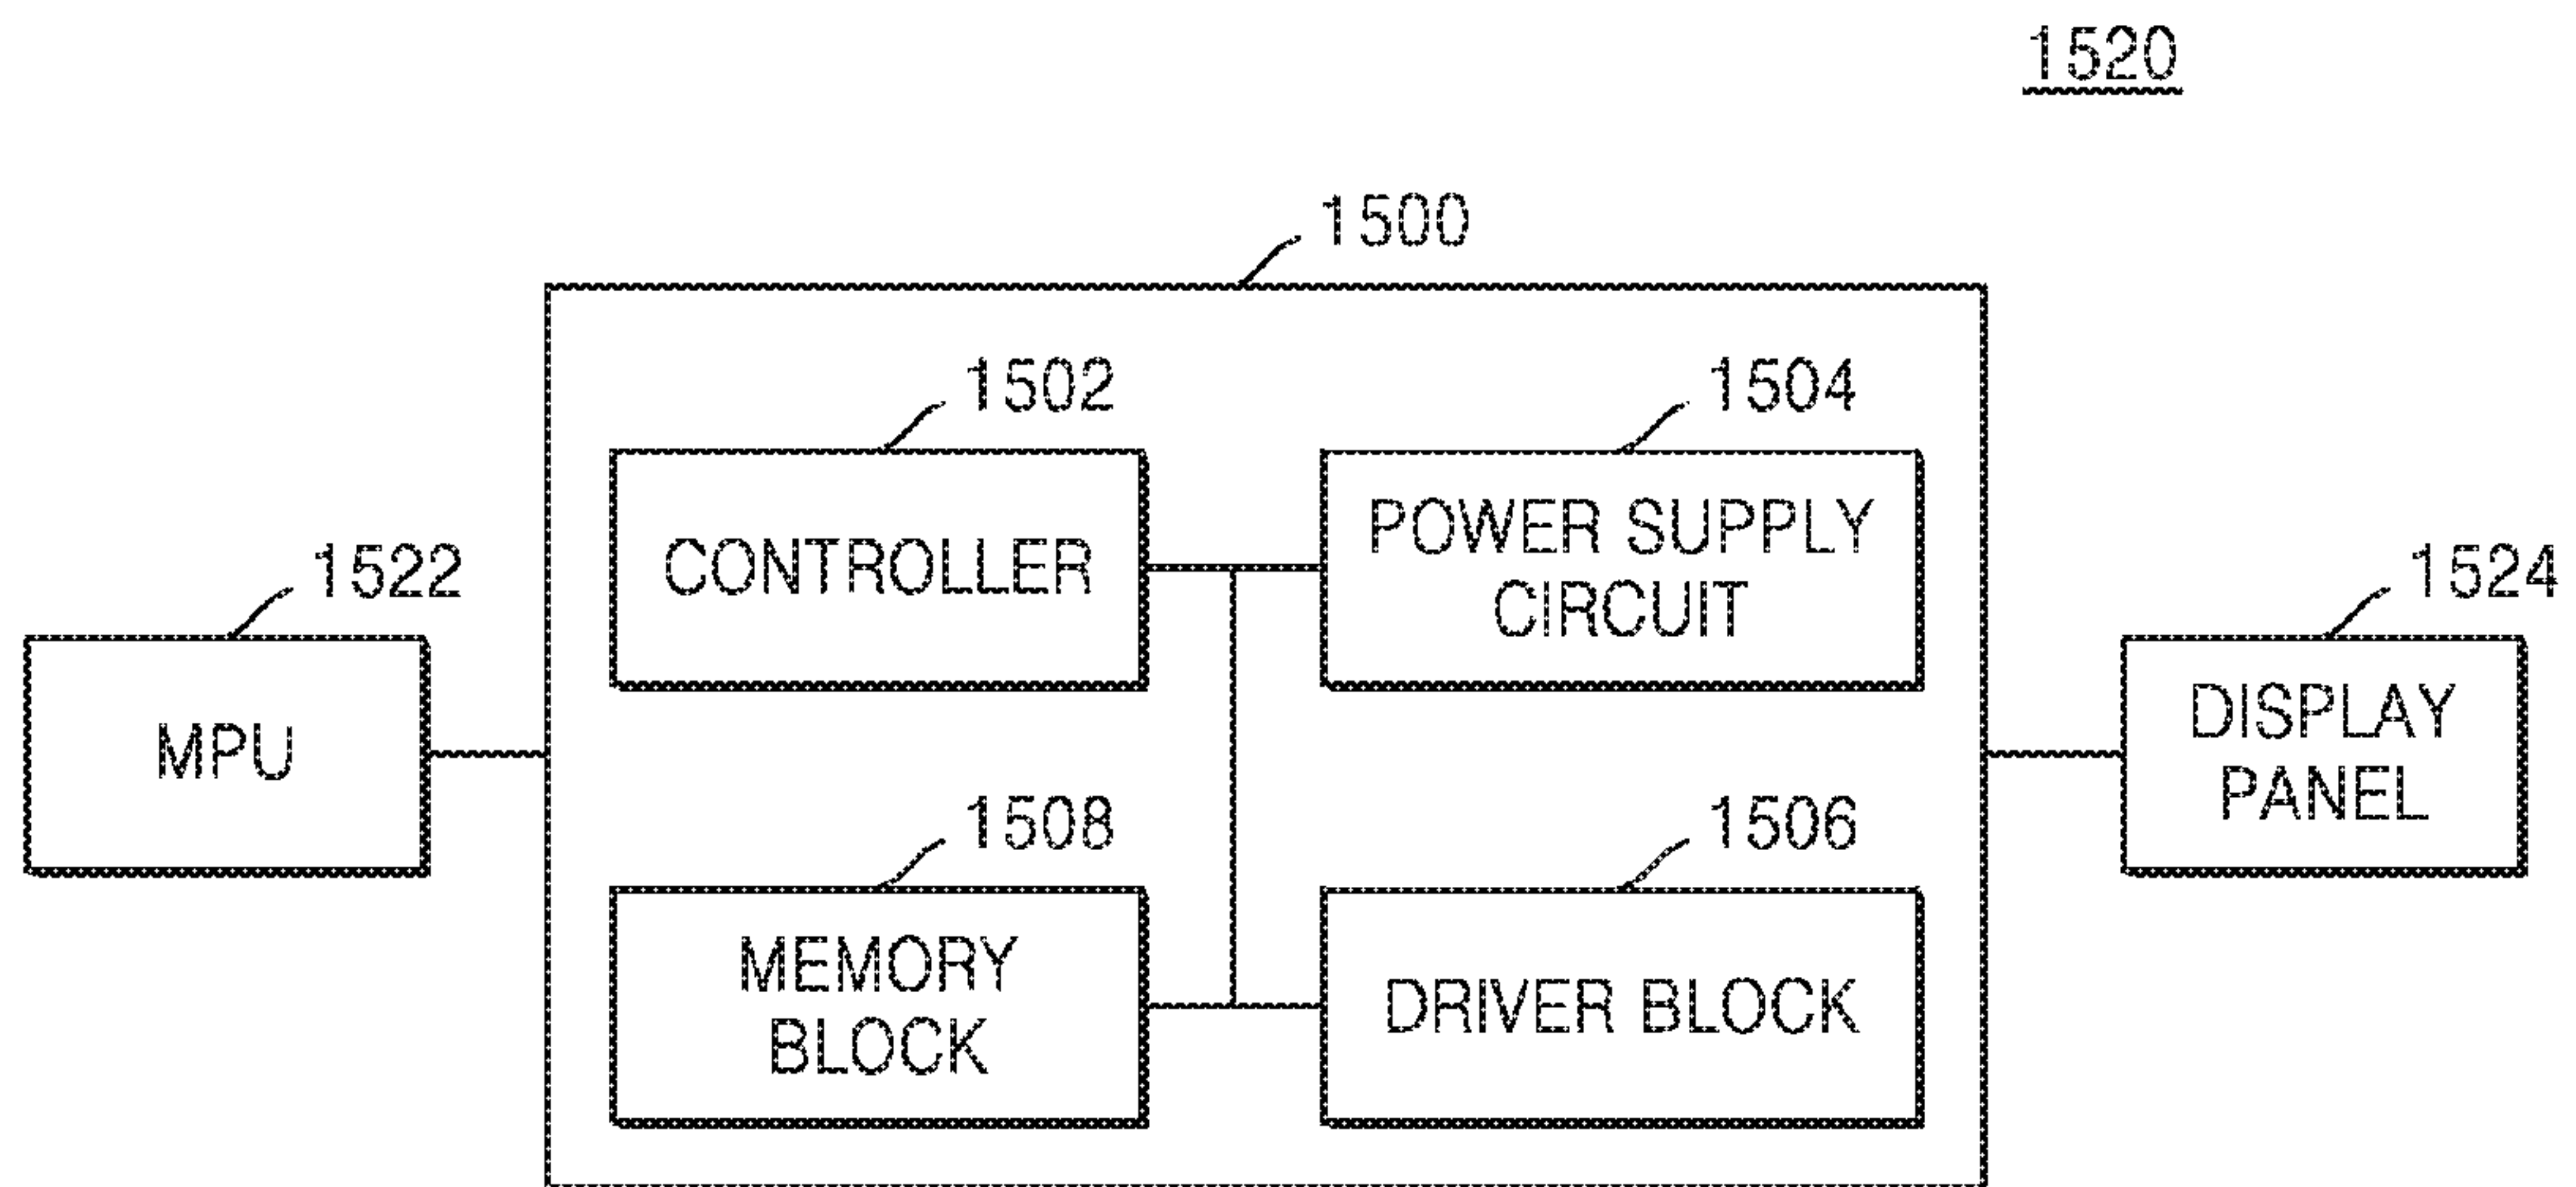 1520
1500
1502
1504
CONTROLLER
POWER SUPPLY
CIRCUIT
1522
MPU
1524
DISPLAY
PANEL
1508
1506
MEMORY
BLOCK
DRIVER BLOCK